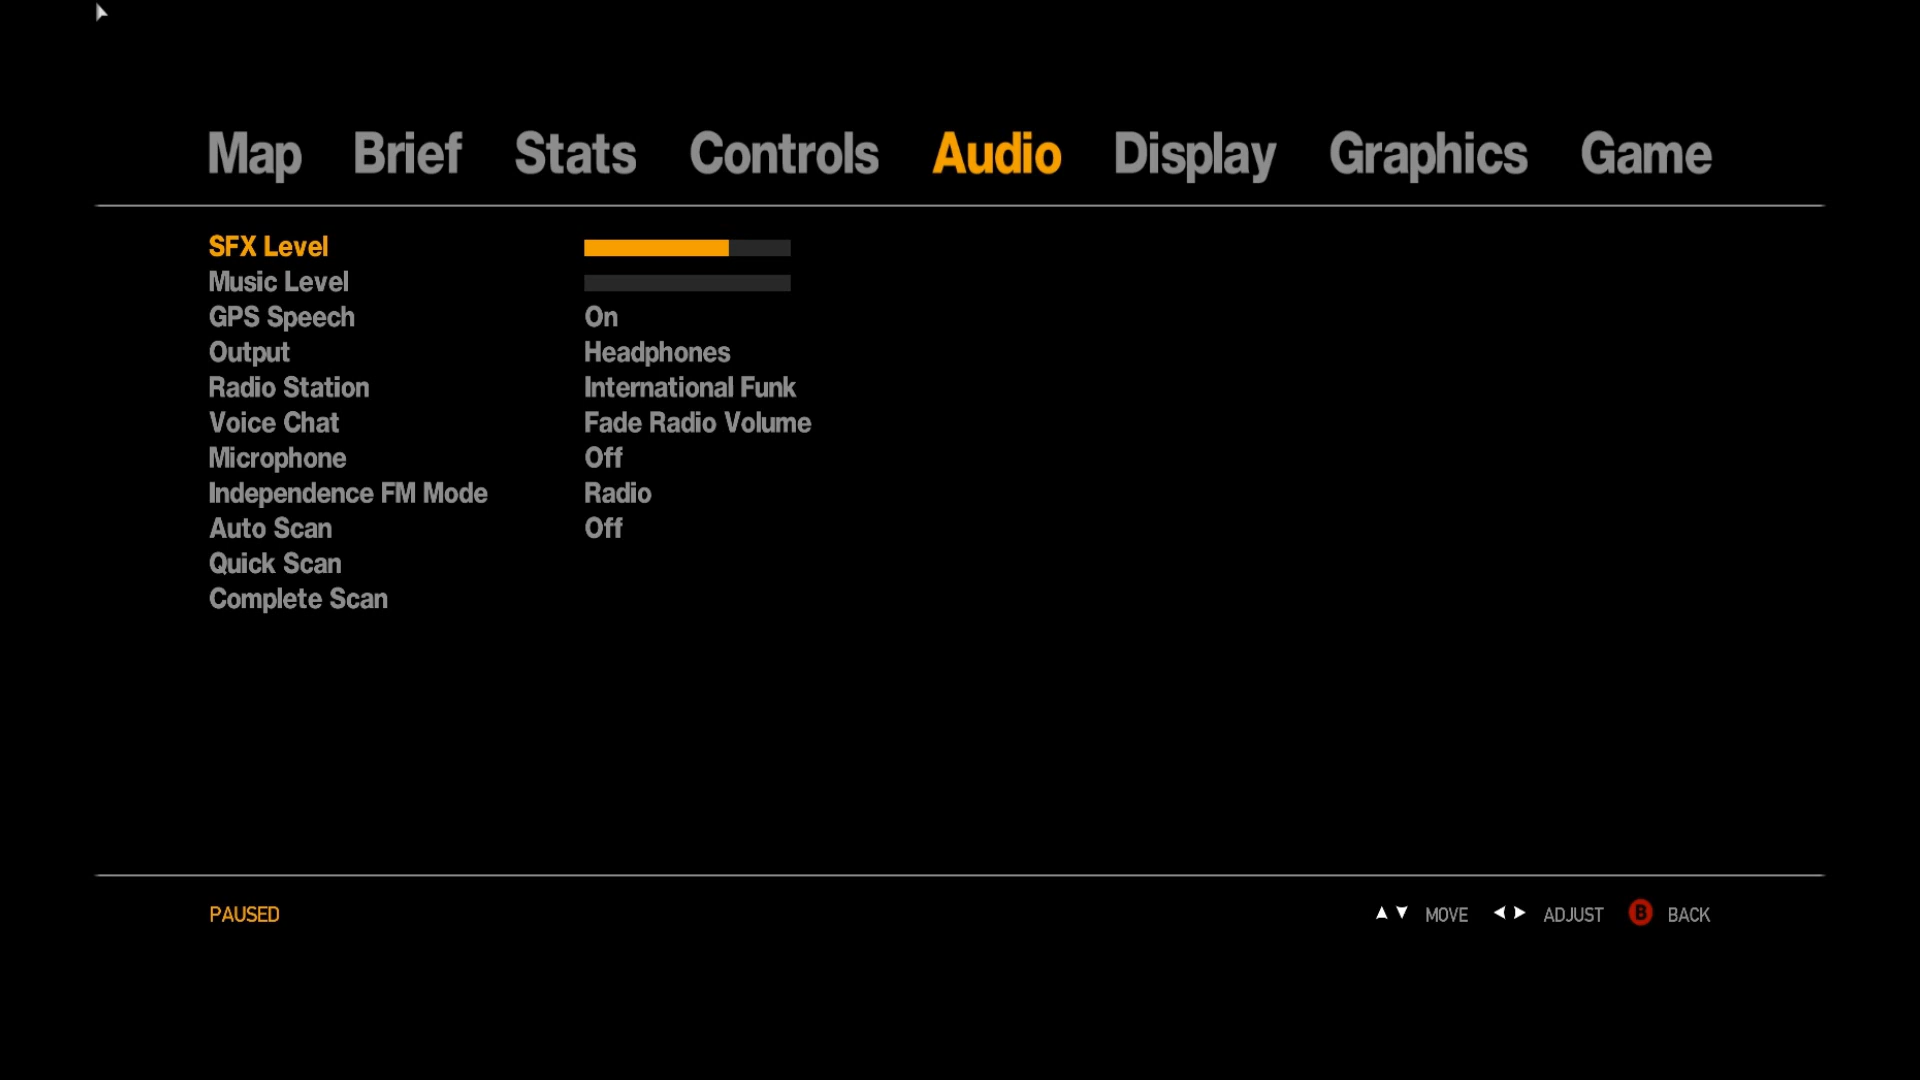 Map Brief Stats Controls Audio Display Graphics Game
SFX Level
Music Level
GPS Speech On
Output Headphones
Radio Station International Funk
Voice Chat Fade Radio Volume
Microphone Off
Independence FM Mode Radio
Auto Scan Off
Quick Scan
Complete Scan
PAUSED MOVE ADJUST B BACK